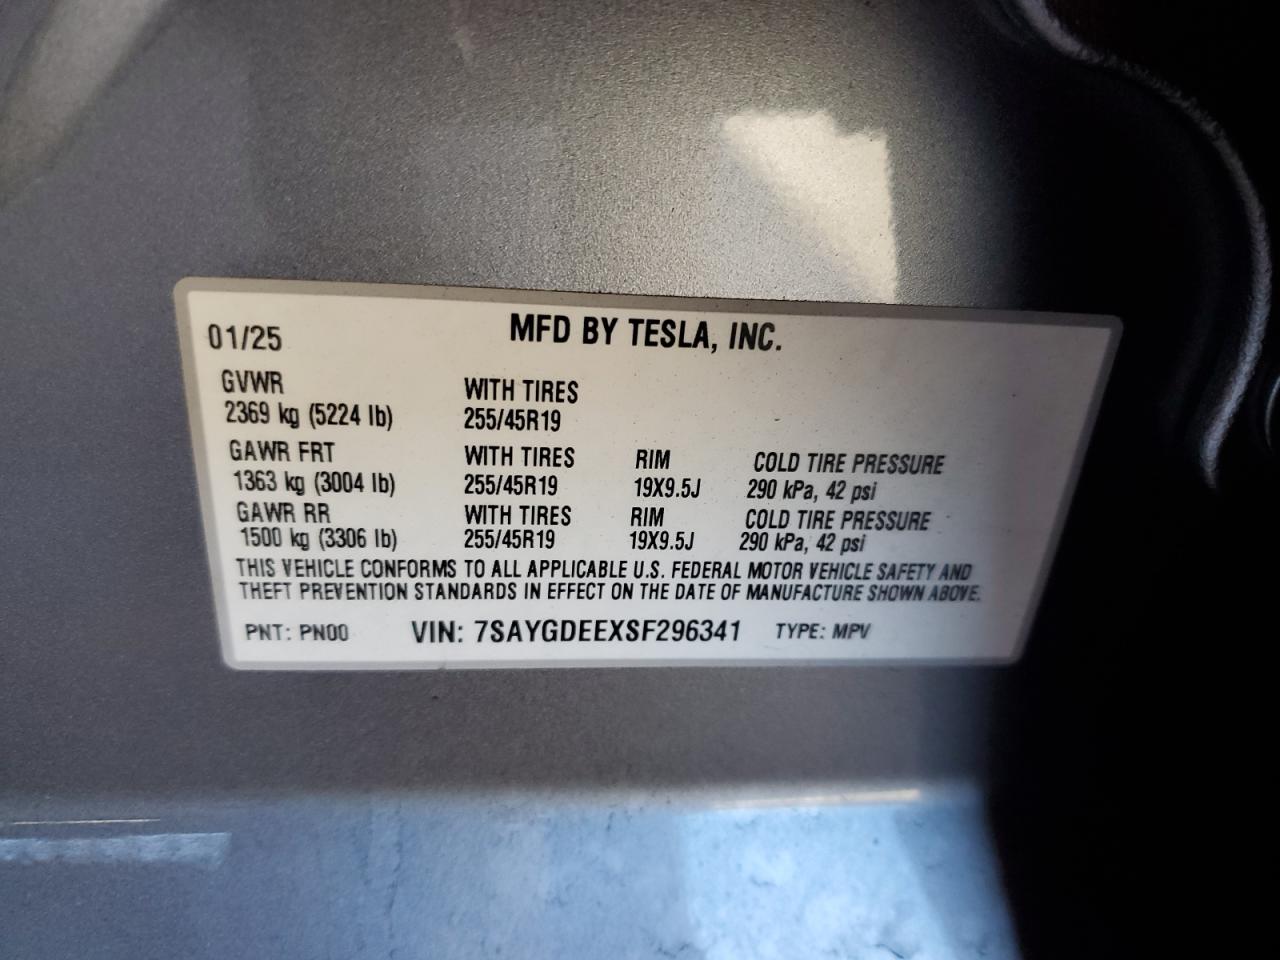 01/25 MFD BY TESLA, INC.
GVWR WITH TIRES
2369 kg (5224 lb) 255/45R19
GAWR FRT WITH TIRES RIM COLD TIRE PRESSURE
1363 kg (3004 lb) 255/45R19 19X9.5J 290 kPa, 42 psi
GAWR RR WITH TIRES RIM COLD TIRE PRESSURE
1500 kg (3306 lb) 255/45R19 19X9.5J 290 kPa, 42 psi
THIS VEHICLE CONFORMS TO ALL APPLICABLE U.S. FEDERAL MOTOR VEHICLE SAFETY AND
THEFT PREVENTION STANDARDS IN EFFECT ON THE DATE OF MANUFACTURE SHOWN ABOVE.
PNT: PN00 VIN: 7SAYGDEEXSF296341 TYPE: MPV